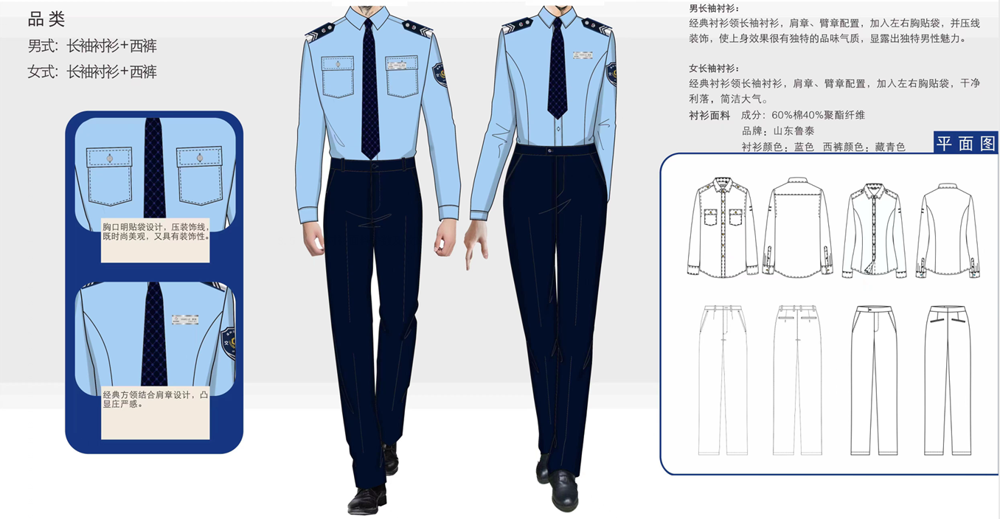 品类
男式：长袖衬衫+西裤
女式：长袖衬衫+西裤
胸口明贴袋设计，压装饰线，
既时尚美观，又具有装饰性。
经典方领结合肩章设计，凸
显庄严感。
男长袖衬衫：
经典衬衫领长袖衬衫，肩章、臂章配置，加入左右胸贴袋，并压线
装饰，使上身效果很有独特的品味气质，显露出独特男性魅力。
女长袖衬衫：
经典衬衫领长袖衬衫，肩章、臂章配置，加入左右胸贴袋，干净
利落，简洁大气。
衬衫面料 成分：60%棉40%聚酯纤维
品牌：山东鲁泰
衬衫颜色：蓝色 西裤颜色：藏青色
平面图